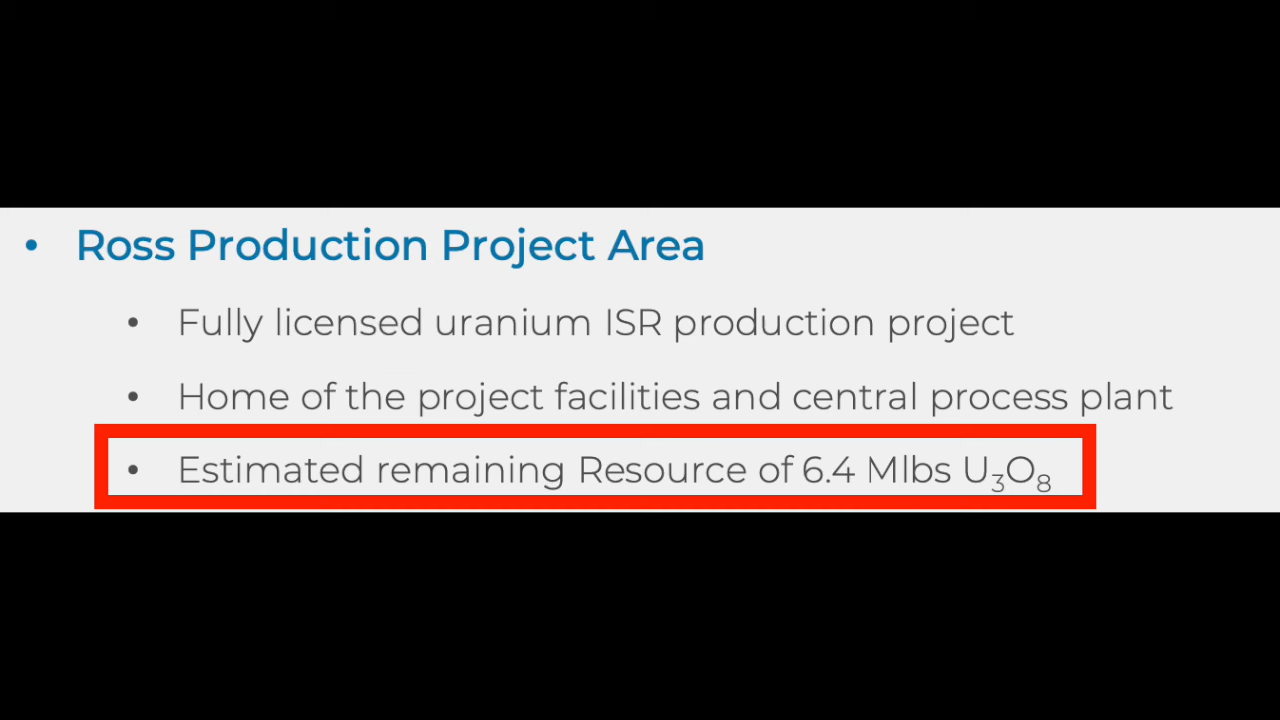 • Ross Production Project Area
• Fully licensed uranium ISR production project
• Home of the project facilities and central process plant
• Estimated remaining Resource of 6.4 Mlbs U₃O₈